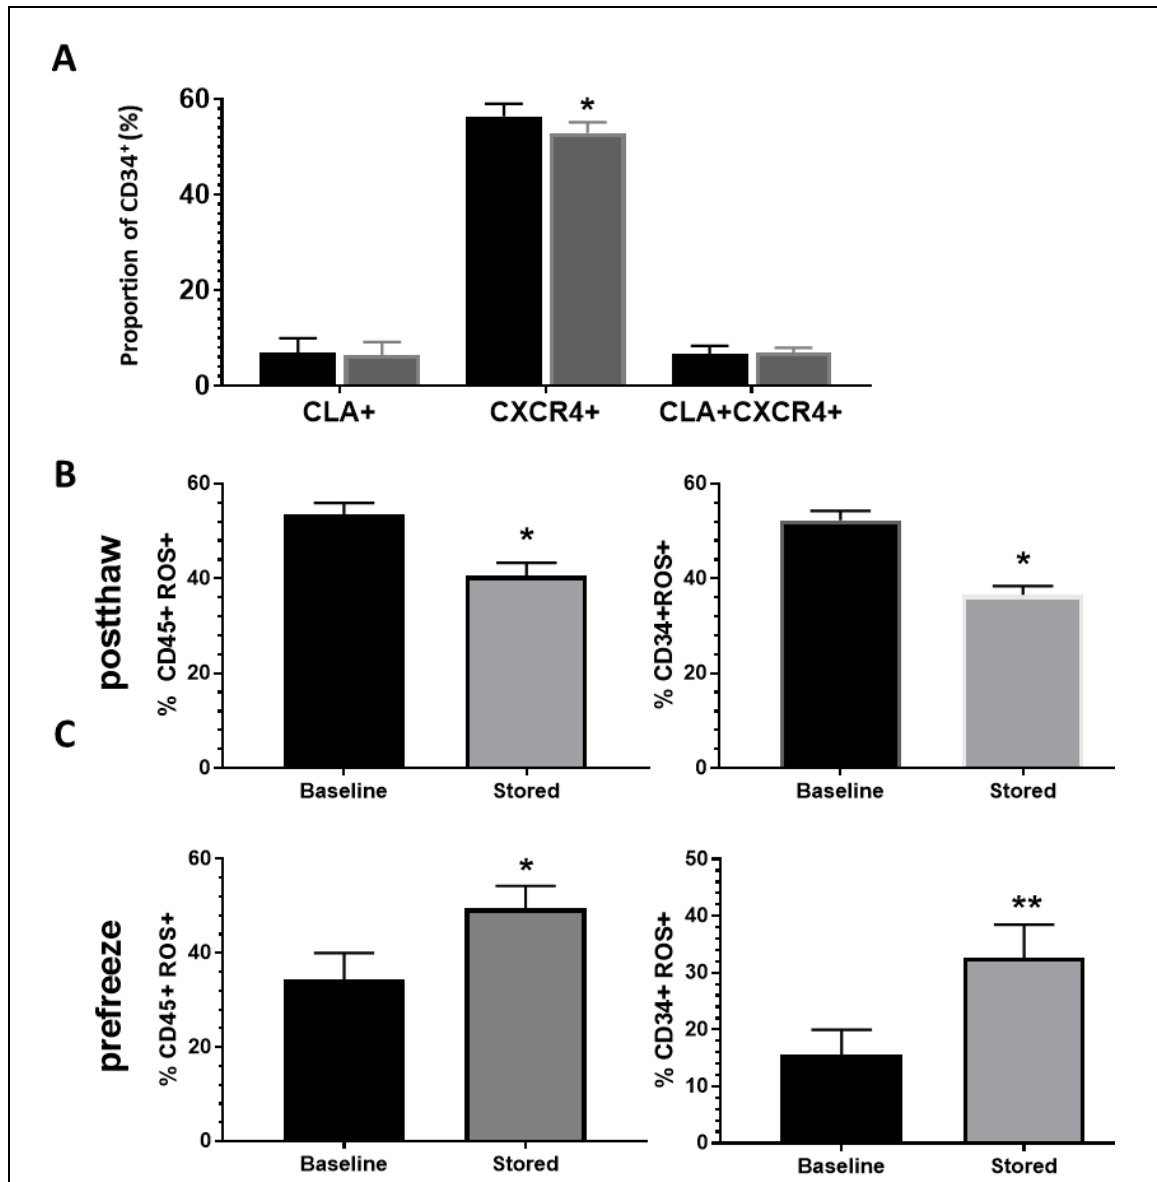 A
Proportion of CD34⁺(%)
60
40
20
0
*
CLA+
CXCR4+
CLA+CXCR4+
B
postthaw
% CD45+ ROS+
60
40
20
0
*
Baseline
Stored
% CD34+ROS+
60
40
20
0
*
Baseline
Stored
C
prefreeze
% CD45+ ROS+
60
40
20
0
*
Baseline
Stored
% CD34+ ROS+
50
40
30
20
10
0
**
Baseline
Stored